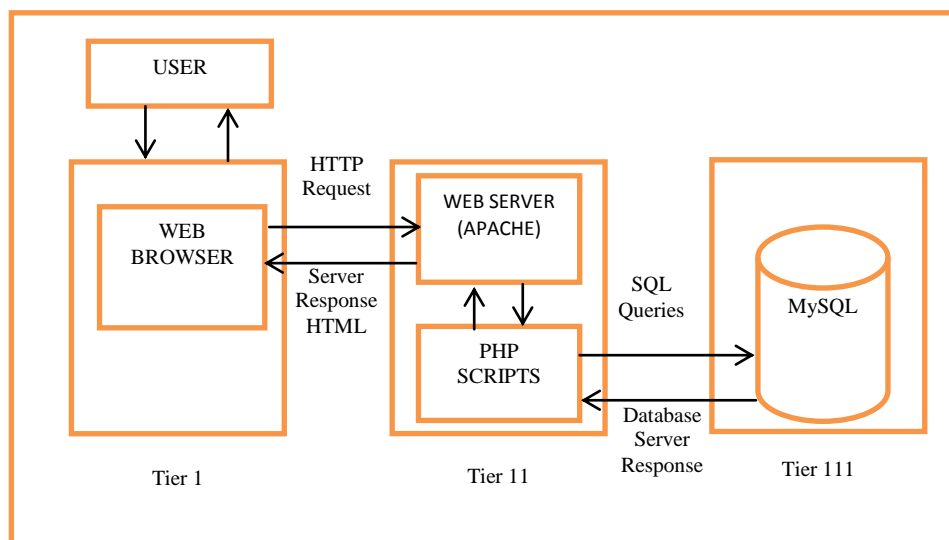 USER
HTTP
Request
WEB
BROWSER
Server
Response
HTML
WEB SERVER
(APACHE)
PHP
SCRIPTS
SQL
Queries
MySQL
Database
Server
Response
Tier 1
Tier 11
Tier 111